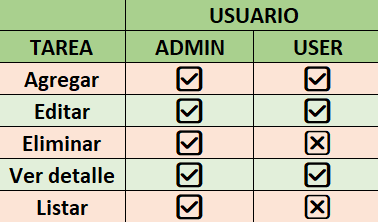 USUARIO
TAREA ADMIN USER
Agregar
Editar
Eliminar
Ver detalle
Listar